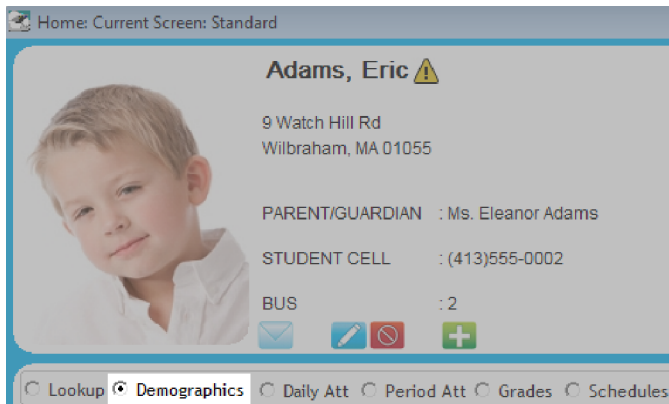 Home: Current Screen: Standard
Adams, Eric
9 Watch Hill Rd
Wilbraham, MA 01055
PARENT/GUARDIAN : Ms. Eleanor Adams
STUDENT CELL : (413)555-0002
BUS : 2
Lookup Demographics Daily Att Period Att Grades Schedules